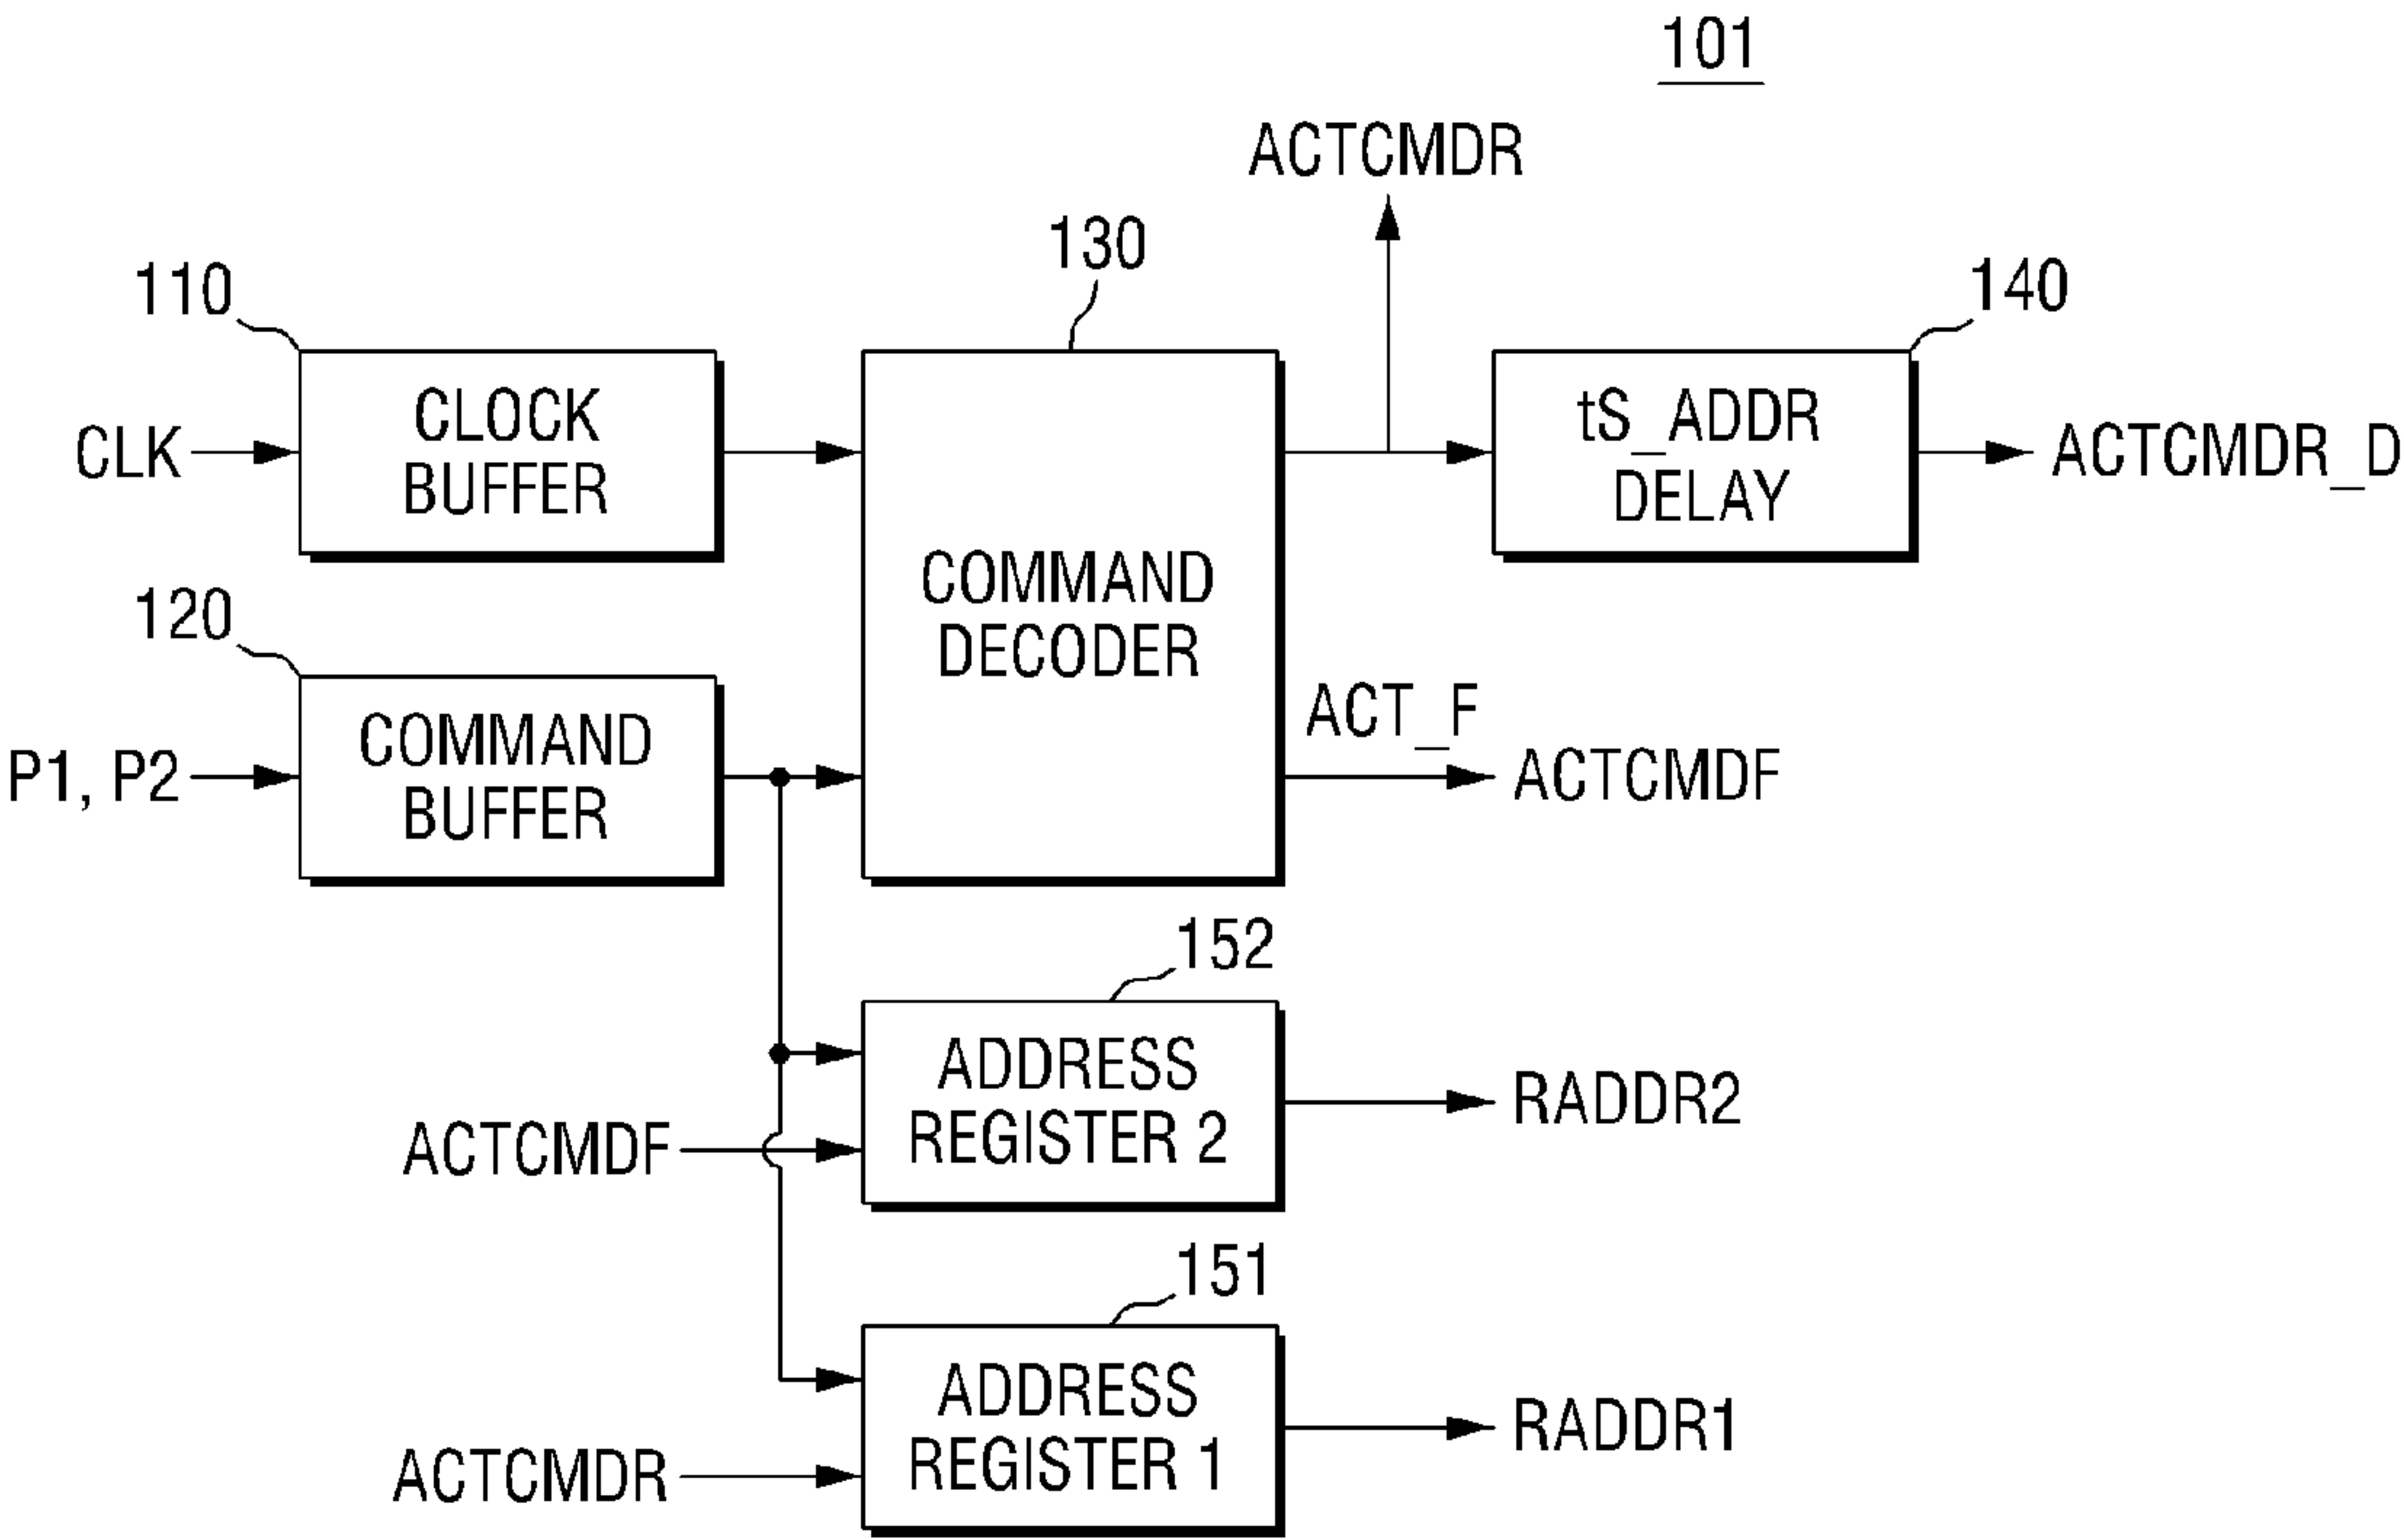 101
ACTCMDR
130
110
140
CLOCK
BUFFER
tS_ADDR
DELAY
CLK
ACTCMDR_D
COMMAND
DECODER
120
COMMAND
BUFFER
ACT_F
P1, P2
ACTCMDF
152
ADDRESS
REGISTER 2
RADDR2
ACTCMDF
151
ADDRESS
REGISTER 1
RADDR1
ACTCMDR